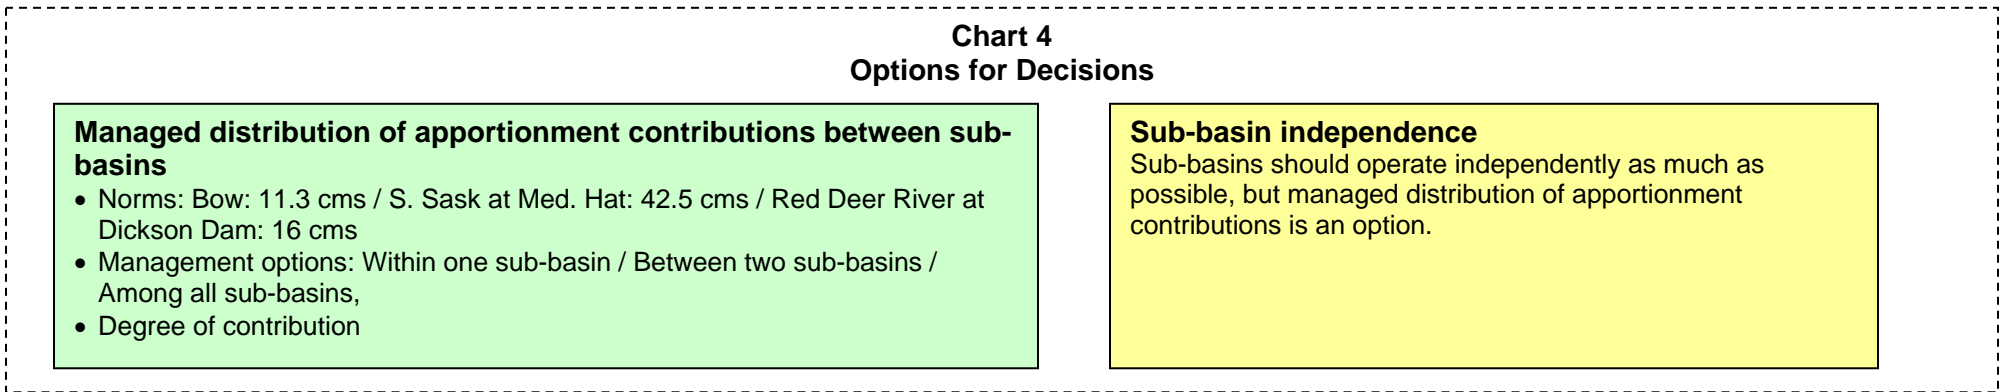 Chart 4
Options for Decisions
Managed distribution of apportionment contributions between sub-
basins
• Norms: Bow: 11.3 cms / S. Sask at Med. Hat: 42.5 cms / Red Deer River at
Dickson Dam: 16 cms
• Management options: Within one sub-basin / Between two sub-basins /
Among all sub-basins,
• Degree of contribution
Sub-basin independence
Sub-basins should operate independently as much as
possible, but managed distribution of apportionment
contributions is an option.